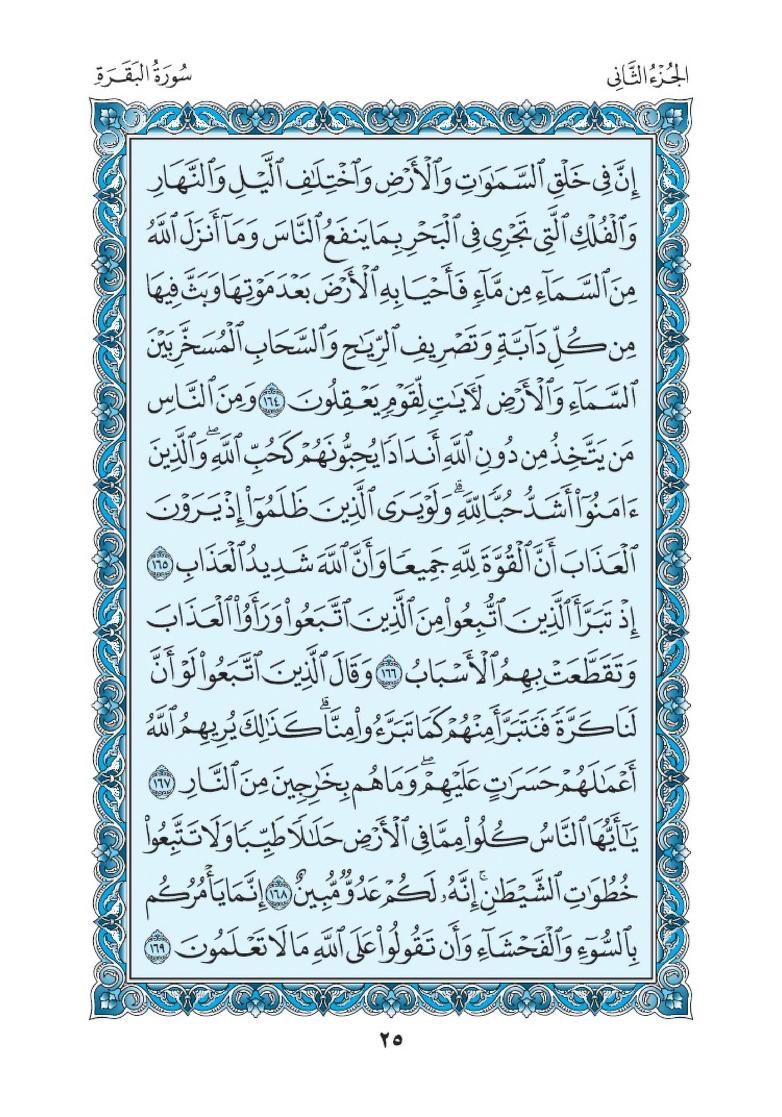 الجُزْءُ الثَّانِي
سُورَةُ البَقَرَةِ
إِنَّ فِي خَلْقِ ٱلسَّمَٰوَٰتِ وَٱلْأَرْضِ وَٱخْتِلَٰفِ ٱلَّيْلِ وَٱلنَّهَارِ
وَٱلْفُلْكِ ٱلَّتِي تَجْرِي فِي ٱلْبَحْرِ بِمَا يَنفَعُ ٱلنَّاسَ وَمَآ أَنزَلَ ٱللَّهُ
مِنَ ٱلسَّمَآءِ مِن مَّآءٍ فَأَحْيَا بِهِ ٱلْأَرْضَ بَعْدَ مَوْتِهَا وَبَثَّ فِيهَا
مِن كُلِّ دَآبَّةٍ وَتَصْرِيفِ ٱلرِّيَٰحِ وَٱلسَّحَابِ ٱلْمُسَخَّرِ بَيْنَ
ٱلسَّمَآءِ وَٱلْأَرْضِ لَأٓيَٰتٍ لِّقَوْمٍ يَعْقِلُونَ ١٦٤ وَمِنَ ٱلنَّاسِ
مَن يَتَّخِذُ مِن دُونِ ٱللَّهِ أَندَادًا يُحِبُّونَهُمْ كَحُبِّ ٱللَّهِۖ وَٱلَّذِينَ
ءَامَنُوٓا۟ أَشَدُّ حُبًّا لِّلَّهِۗ وَلَوْ يَرَى ٱلَّذِينَ ظَلَمُوٓا۟ إِذْ يَرَوْنَ
ٱلْعَذَابَ أَنَّ ٱلْقُوَّةَ لِلَّهِ جَمِيعًا وَأَنَّ ٱللَّهَ شَدِيدُ ٱلْعَذَابِ ١٦٥
إِذْ تَبَرَّأَ ٱلَّذِينَ ٱتُّبِعُوا۟ مِنَ ٱلَّذِينَ ٱتَّبَعُوا۟ وَرَأَوُا۟ ٱلْعَذَابَ
وَتَقَطَّعَتْ بِهِمُ ٱلْأَسْبَابُ ١٦٦ وَقَالَ ٱلَّذِينَ ٱتَّبَعُوا۟ لَوْ أَنَّ
لَنَا كَرَّةً فَنَتَبَرَّأَ مِنْهُمْ كَمَا تَبَرَّءُوا۟ مِنَّاۗ كَذَٰلِكَ يُرِيهِمُ ٱللَّهُ
أَعْمَٰلَهُمْ حَسَرَٰتٍ عَلَيْهِمْۖ وَمَا هُم بِخَٰرِجِينَ مِنَ ٱلنَّارِ ١٦٧
يَٰٓأَيُّهَا ٱلنَّاسُ كُلُوا۟ مِمَّا فِي ٱلْأَرْضِ حَلَٰلًا طَيِّبًا وَلَا تَتَّبِعُوا۟
خُطُوَٰتِ ٱلشَّيْطَٰنِۚ إِنَّهُۥ لَكُمْ عَدُوٌّ مُّبِينٌ ١٦٨ إِنَّمَا يَأْمُرُكُم
بِٱلسُّوٓءِ وَٱلْفَحْشَآءِ وَأَن تَقُولُوا۟ عَلَى ٱللَّهِ مَا لَا تَعْلَمُونَ ١٦٩
٢٥